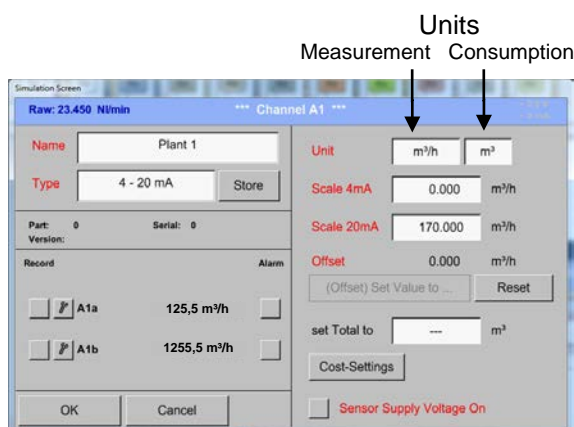 Units
Measurement Consumption
Simulation Screen
Raw: 23.450 Nl/min *** Channel A1 ***
Name Plant 1
Type 4 - 20 mA Store
Part: 0 Serial: 0
Version:
Record Alarm
A1a 125,5 m³/h
A1b 1255,5 m³/h
OK Cancel
Unit m³/h m³
Scale 4mA 0.000 m³/h
Scale 20mA 170.000 m³/h
Offset 0.000 m³/h
(Offset) Set Value to ... Reset
set Total to --- m³
Cost-Settings
Sensor Supply Voltage On